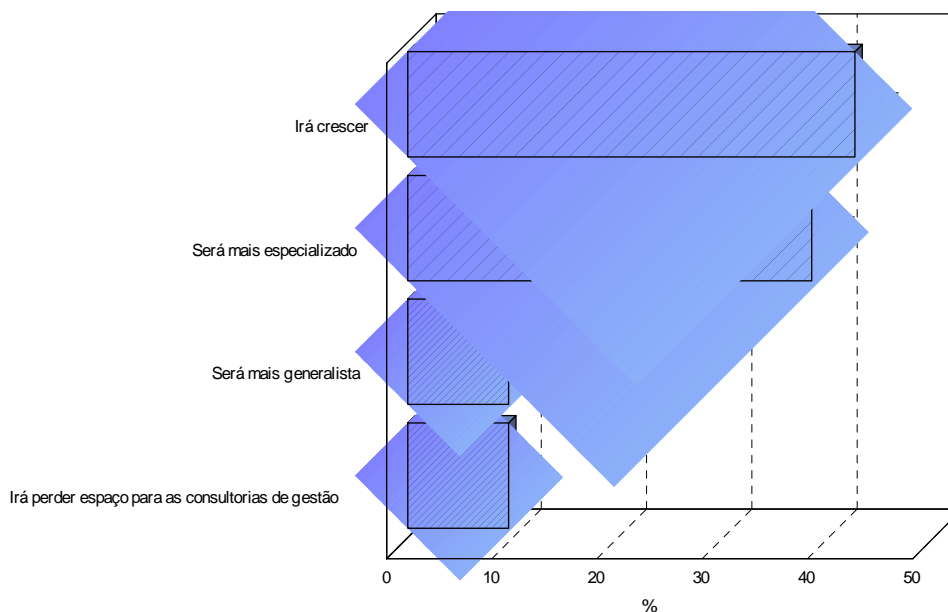 Irá crescer
Será mais especializado
Será mais generalista
Irá perder espaço para as consultorias de gestão
0 10 20 30 40 50
%